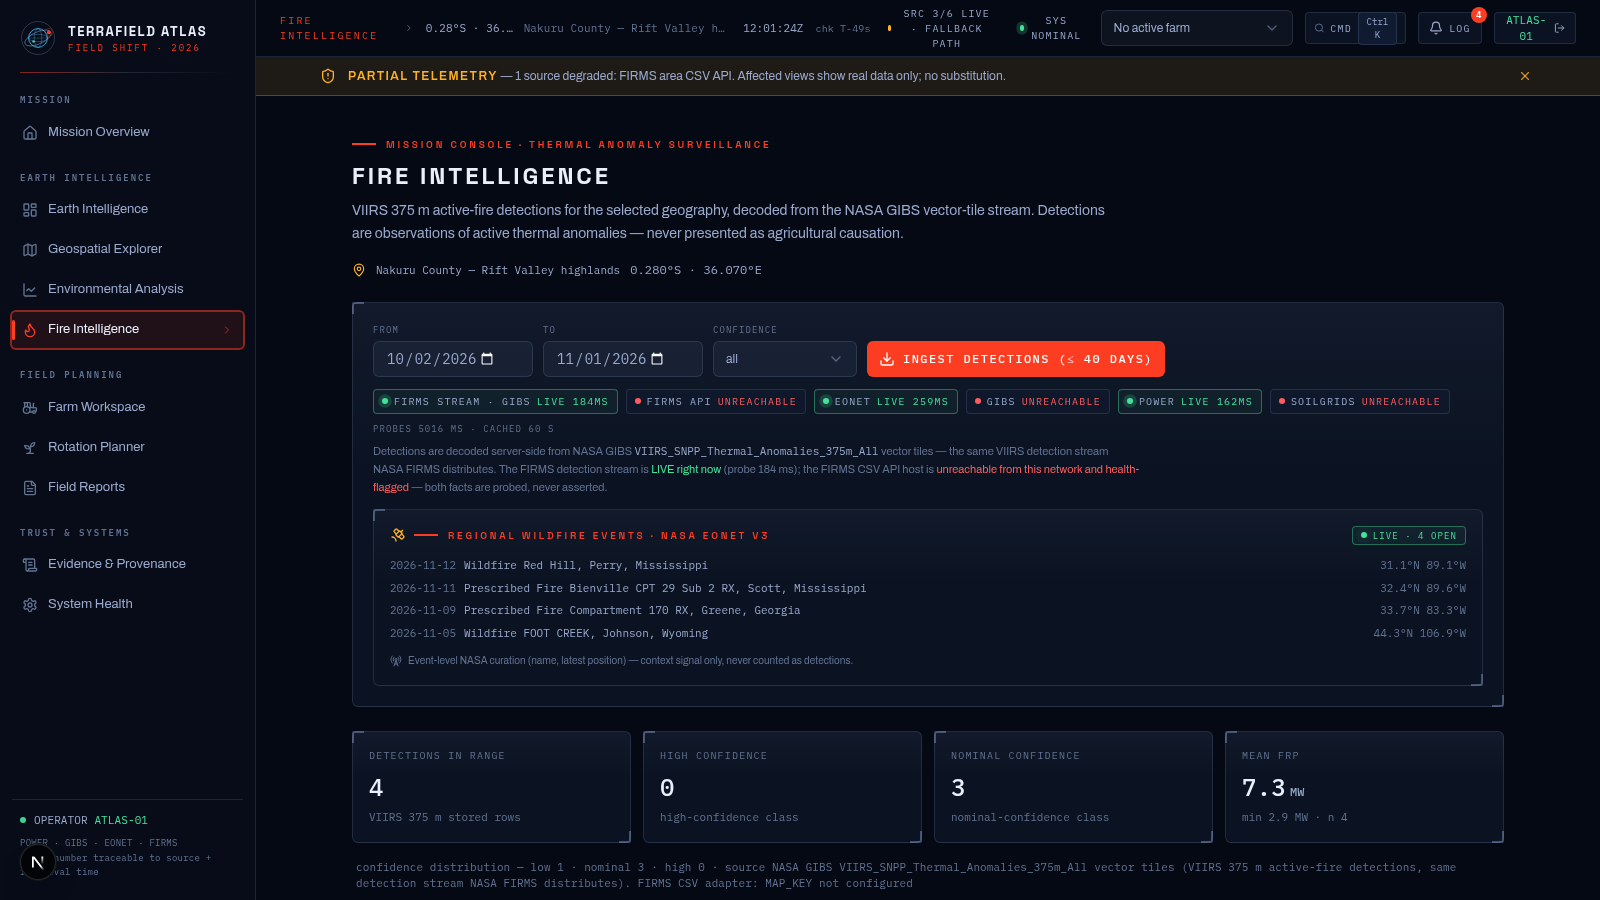 TERRAFIELD ATLAS
FIELD SHIFT · 2026
MISSION
Mission Overview
EARTH INTELLIGENCE
Earth Intelligence
Geospatial Explorer
Environmental Analysis
Fire Intelligence
FIELD PLANNING
Farm Workspace
Rotation Planner
Field Reports
TRUST & SYSTEMS
Evidence & Provenance
System Health
OPERATOR ATLAS-01
POWER · GIBS · EONET · FIRMS
number traceable to source +
val time
N
FIRE INTELLIGENCE
0.28°S · 36.… Nakuru County — Rift Valley h… 12:01:24Z chk T-49s
SRC 3/6 LIVE · FALLBACK PATH
SYS NOMINAL
No active farm
CMD Ctrl K
LOG 4
ATLAS-01
PARTIAL TELEMETRY — 1 source degraded: FIRMS area CSV API. Affected views show real data only; no substitution.
MISSION CONSOLE · THERMAL ANOMALY SURVEILLANCE
FIRE INTELLIGENCE
VIIRS 375 m active-fire detections for the selected geography, decoded from the NASA GIBS vector-tile stream. Detections
are observations of active thermal anomalies — never presented as agricultural causation.
Nakuru County — Rift Valley highlands 0.280°S · 36.070°E
FROM TO CONFIDENCE
10/02/2026 11/01/2026 all INGEST DETECTIONS (≤ 40 DAYS)
FIRMS STREAM · GIBS LIVE 184MS FIRMS API UNREACHABLE EONET LIVE 259MS GIBS UNREACHABLE POWER LIVE 162MS SOILGRIDS UNREACHABLE
PROBES 5016 MS · CACHED 60 S
Detections are decoded server-side from NASA GIBS VIIRS_SNPP_Thermal_Anomalies_375m_All vector tiles — the same VIIRS detection stream
NASA FIRMS distributes. The FIRMS detection stream is LIVE right now (probe 184 ms); the FIRMS CSV API host is unreachable from this network and health-
flagged — both facts are probed, never asserted.
REGIONAL WILDFIRE EVENTS · NASA EONET V3 LIVE · 4 OPEN
2026-11-12 Wildfire Red Hill, Perry, Mississippi 31.1°N 89.1°W
2026-11-11 Prescribed Fire Bienville CPT 29 Sub 2 RX, Scott, Mississippi 32.4°N 89.6°W
2026-11-09 Prescribed Fire Compartment 170 RX, Greene, Georgia 33.7°N 83.3°W
2026-11-05 Wildfire FOOT CREEK, Johnson, Wyoming 44.3°N 106.9°W
Event-level NASA curation (name, latest position) — context signal only, never counted as detections.
DETECTIONS IN RANGE
4
VIIRS 375 m stored rows
HIGH CONFIDENCE
0
high-confidence class
NOMINAL CONFIDENCE
3
nominal-confidence class
MEAN FRP
7.3 MW
min 2.9 MW · n 4
confidence distribution — low 1 · nominal 3 · high 0 · source NASA GIBS VIIRS_SNPP_Thermal_Anomalies_375m_All vector tiles (VIIRS 375 m active-fire detections, same
detection stream NASA FIRMS distributes). FIRMS CSV adapter: MAP_KEY not configured